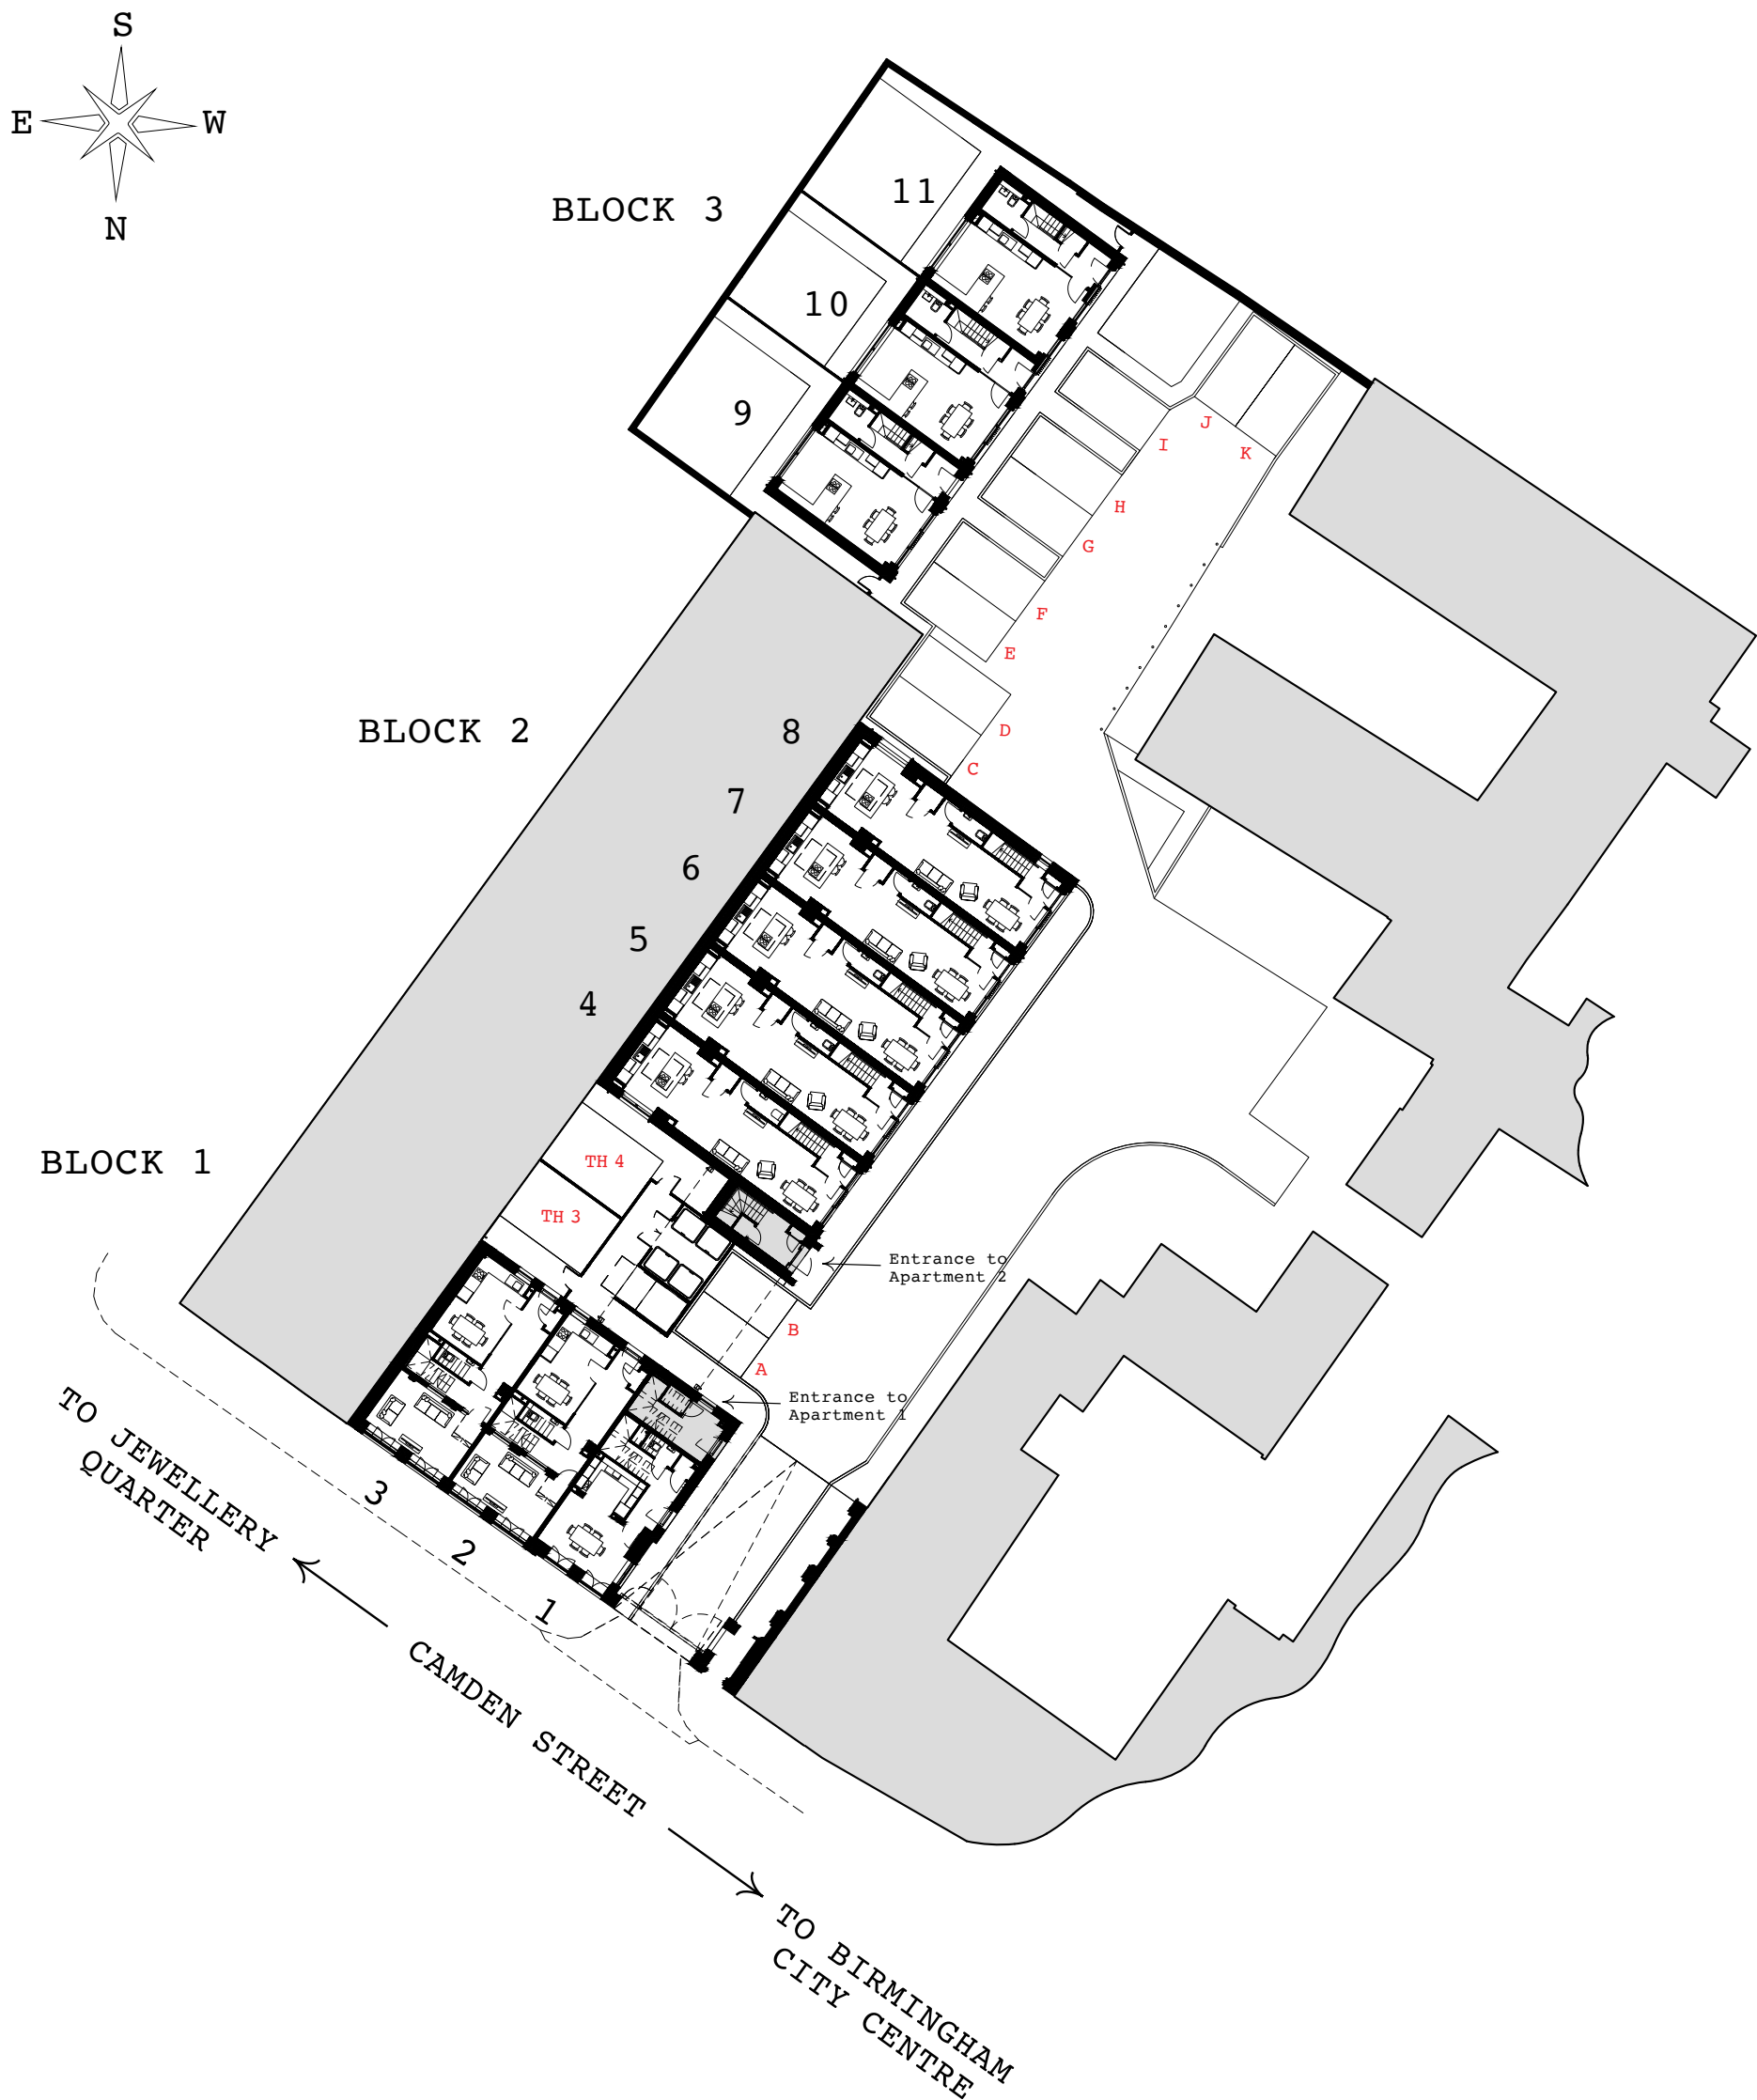 S
E
W
N
BLOCK 3
11
10
9
J
I
K
H
G
F
E
BLOCK 2
8
D
C
7
6
5
4
BLOCK 1
TH 4
TH 3
Entrance to
Apartment 2
B
A
Entrance to
Apartment 1
TO JEWELLERY
QUARTER
3
2
1
CAMDEN STREET
TO BIRMINGHAM
CITY CENTRE